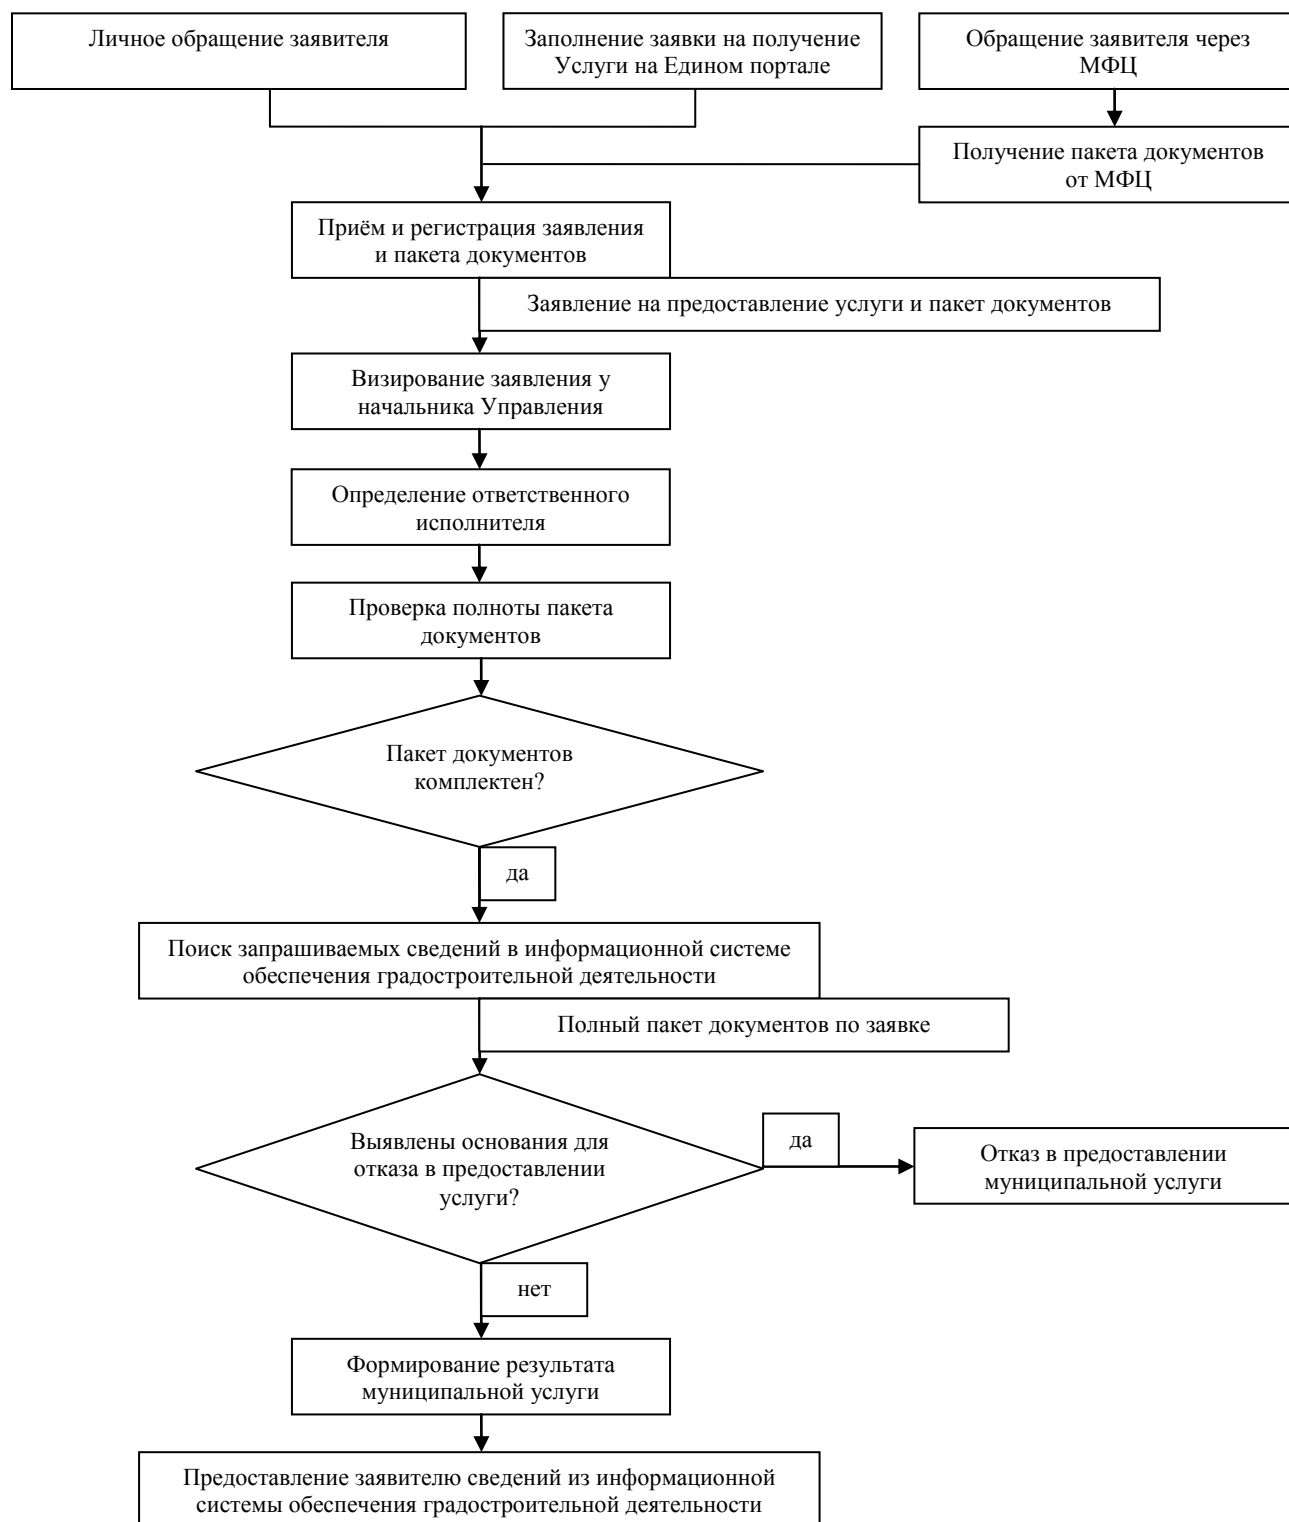 Личное обращение заявителя
Заполнение заявки на получение
Услуги на Едином портале
Обращение заявителя через
МФЦ
Получение пакета документов
от МФЦ
Приём и регистрация заявления
и пакета документов
Заявление на предоставление услуги и пакет документов
Визирование заявления у
начальника Управления
Определение ответственного
исполнителя
Проверка полноты пакета
документов
Пакет документов
комплектен?
да
Поиск запрашиваемых сведений в информационной системе
обеспечения градостроительной деятельности
Полный пакет документов по заявке
Выявлены основания для
отказа в предоставлении
услуги?
да
Отказ в предоставлении
муниципальной услуги
нет
Формирование результата
муниципальной услуги
Предоставление заявителю сведений из информационной
системы обеспечения градостроительной деятельности